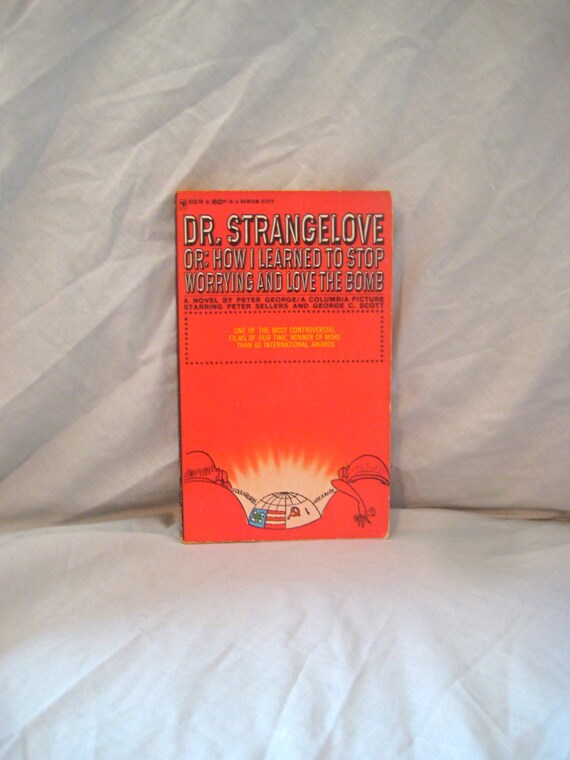 A BANTAM
DR. STRANGELOVE
OR: HOW I LEARNED TO STOP
WORRYING AND LOVE THE BOMB
A NOVEL BY PETER GEORGE/A COLUMBIA PICTURE
STARRING PETER SELLERS AND GEORGE C. SCOTT
ONE OF THE MOST CONTROVERSIAL
FILMS OF OUR TIME, WINNER OF MORE
THAN 60 INTERNATIONAL AWARDS